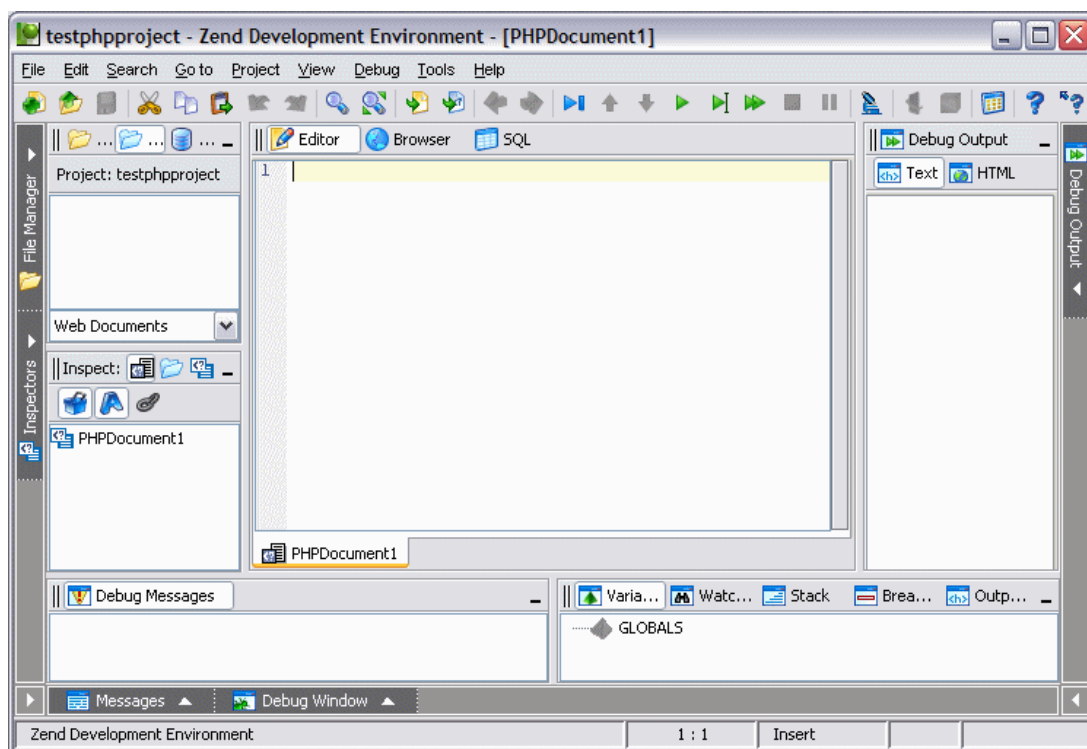 testphpproject - Zend Development Environment - [PHPDocument1]
File Edit Search Go to Project View Debug Tools Help
... ... ... Editor Browser SQL Debug Output
Project: testphpproject
1
Text HTML
File Manager
Debug Output
Web Documents
Inspect:
Inspectors
PHPDocument1
PHPDocument1
Debug Messages
Varia... Watc... Stack Brea... Outp...
GLOBALS
Messages Debug Window
Zend Development Environment 1 : 1 Insert